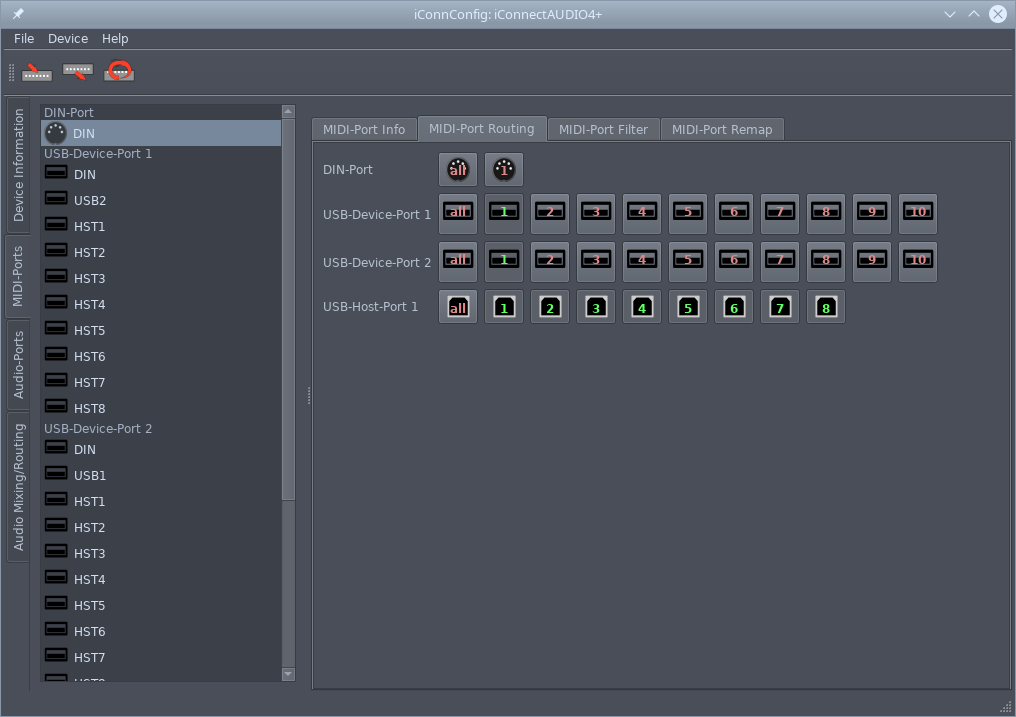 iConnConfig: iConnectAUDIO4+
File Device Help
Device Information
MIDI-Ports
Audio-Ports
Audio Mixing/Routing
DIN-Port
DIN
USB-Device-Port 1
DIN
USB2
HST1
HST2
HST3
HST4
HST5
HST6
HST7
HST8
USB-Device-Port 2
DIN
USB1
HST1
HST2
HST3
HST4
HST5
HST6
HST7
MIDI-Port Info MIDI-Port Routing MIDI-Port Filter MIDI-Port Remap
DIN-Port all 1
USB-Device-Port 1 all 1 2 3 4 5 6 7 8 9 10
USB-Device-Port 2 all 1 2 3 4 5 6 7 8 9 10
USB-Host-Port 1 all 1 2 3 4 5 6 7 8